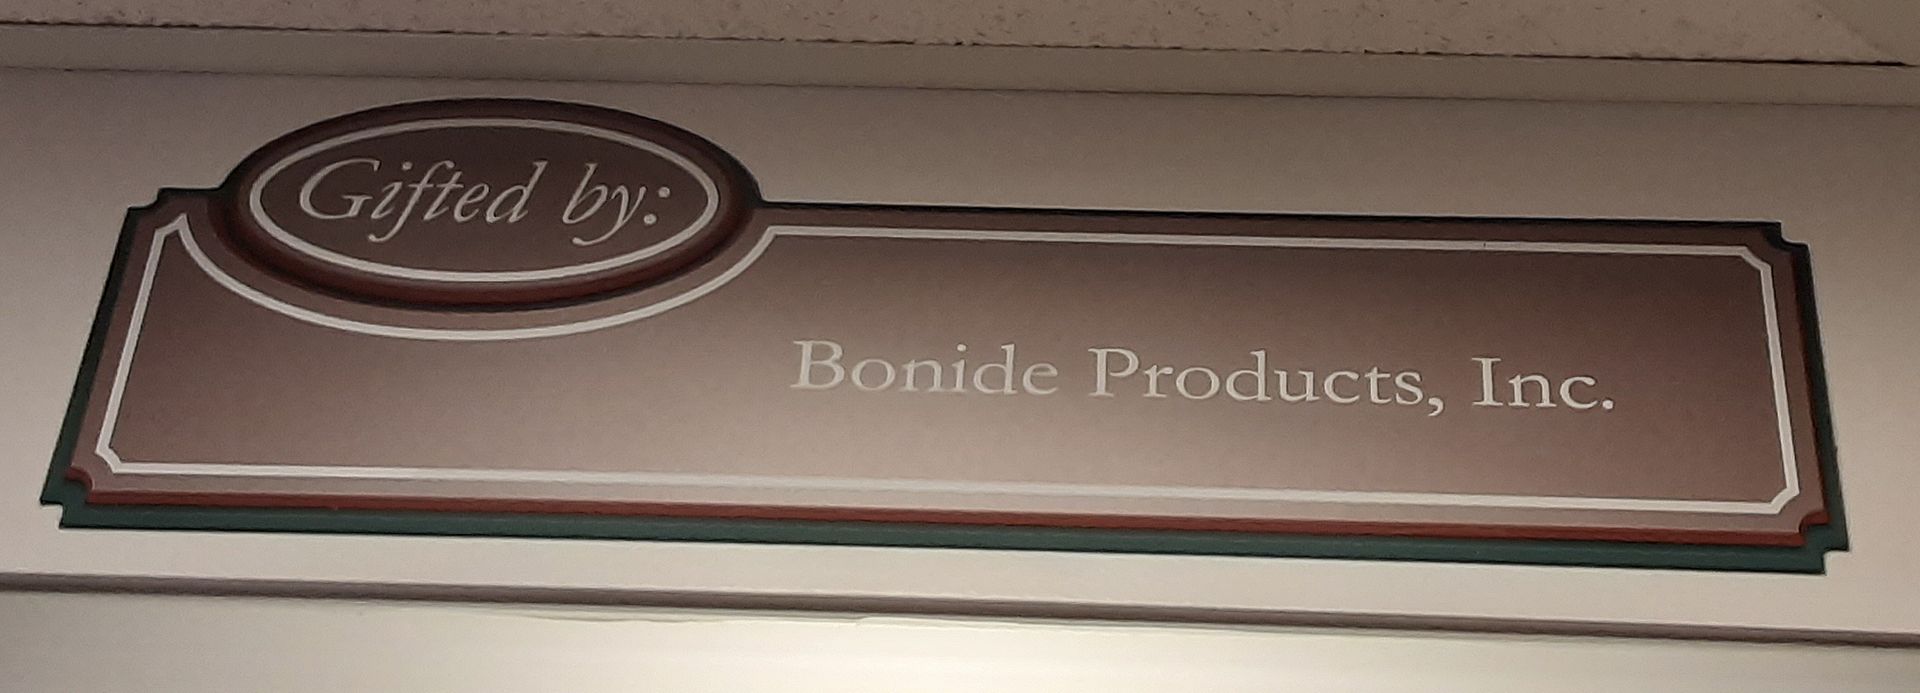 Gifted by:
Bonide Products, Inc.